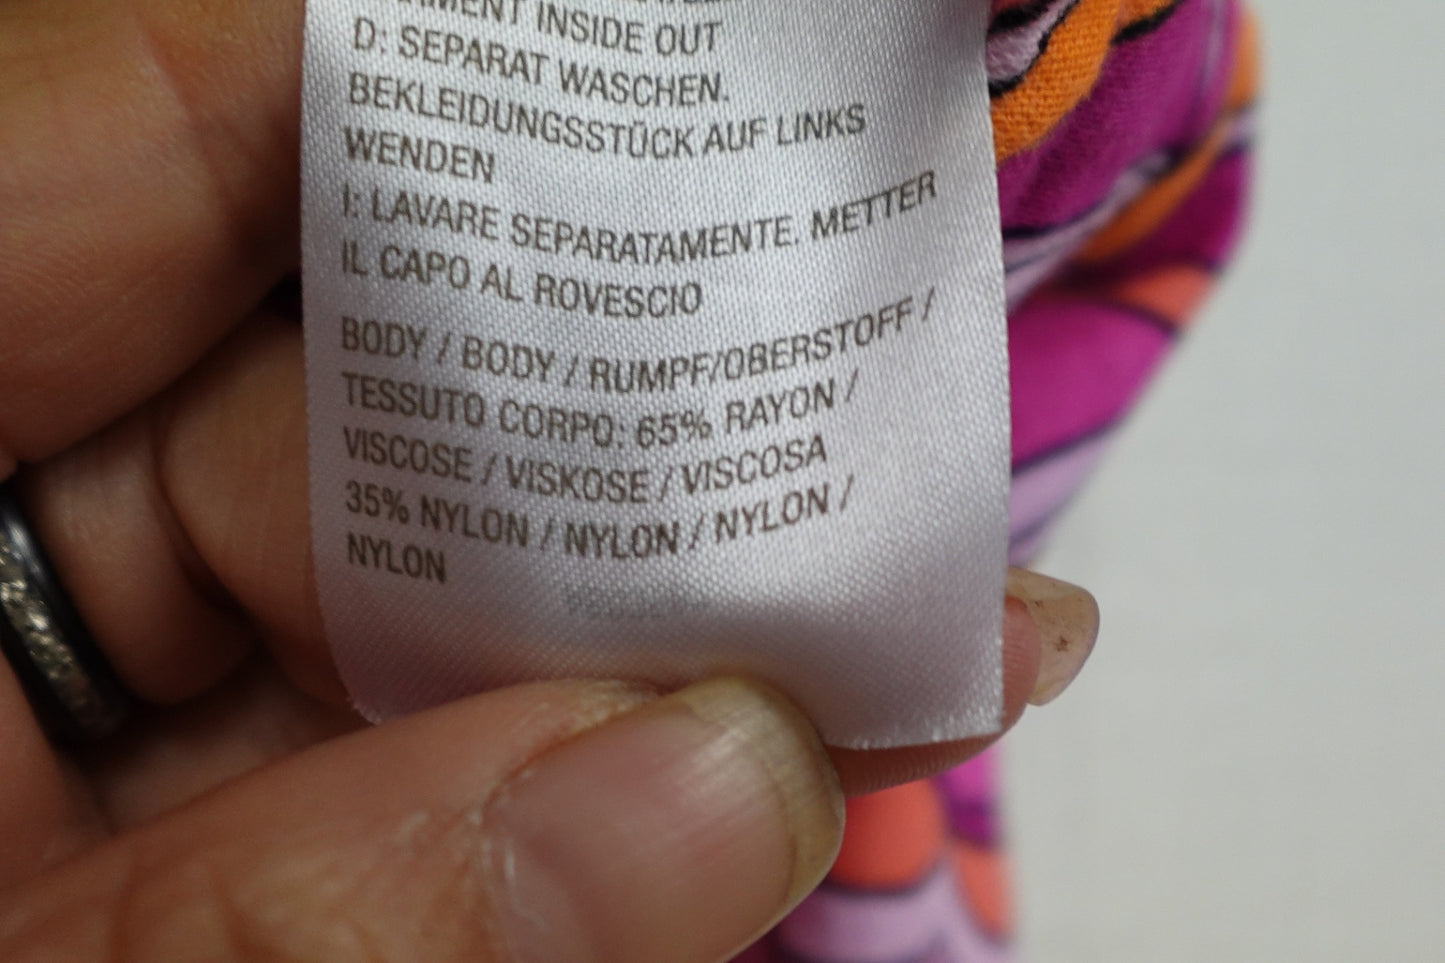 INSIDE OUT
D: SEPARAT WASCHEN.
BEKLEIDUNGSSTÜCK AUF LINKS
WENDEN
I: LAVARE SEPARATAMENTE. METTER
IL CAPO AL ROVESCIO
BODY / BODY / RUMPF/OBERSTOFF /
TESSUTO CORPO: 65% RAYON /
VISCOSE / VISKOSE / VISCOSA
35% NYLON / NYLON / NYLON /
NYLON